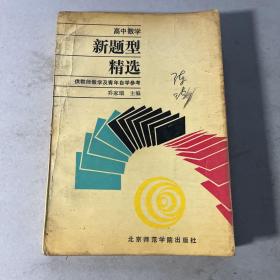 高中数学
新题型
精选
供教师教学及青年自学参考
乔家瑞 主编
北京师范学院出版社